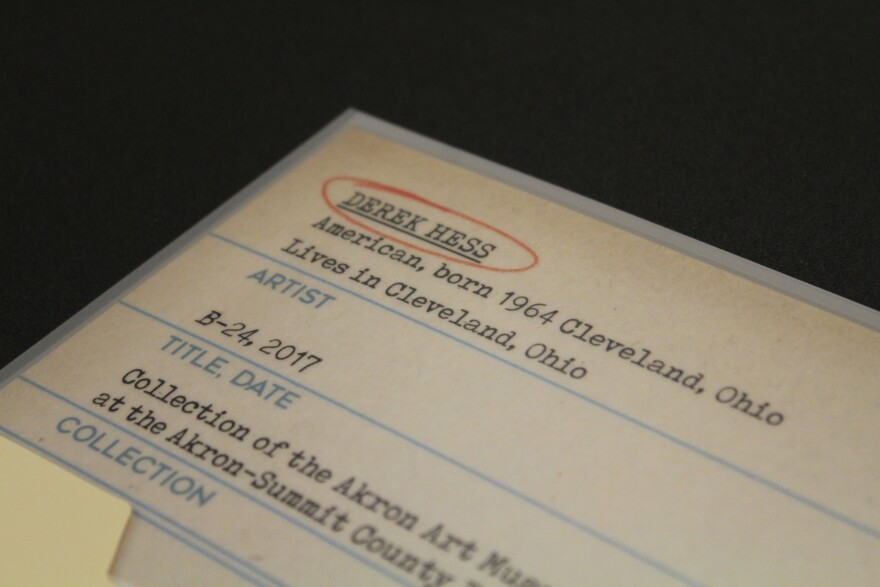 DEREK HESS
American, born 1964 Cleveland, Ohio
Lives in Cleveland, Ohio
ARTIST
B-24, 2017
TITLE, DATE
Collection of the Akron Art
at the Akron-Summit County
COLLECTION